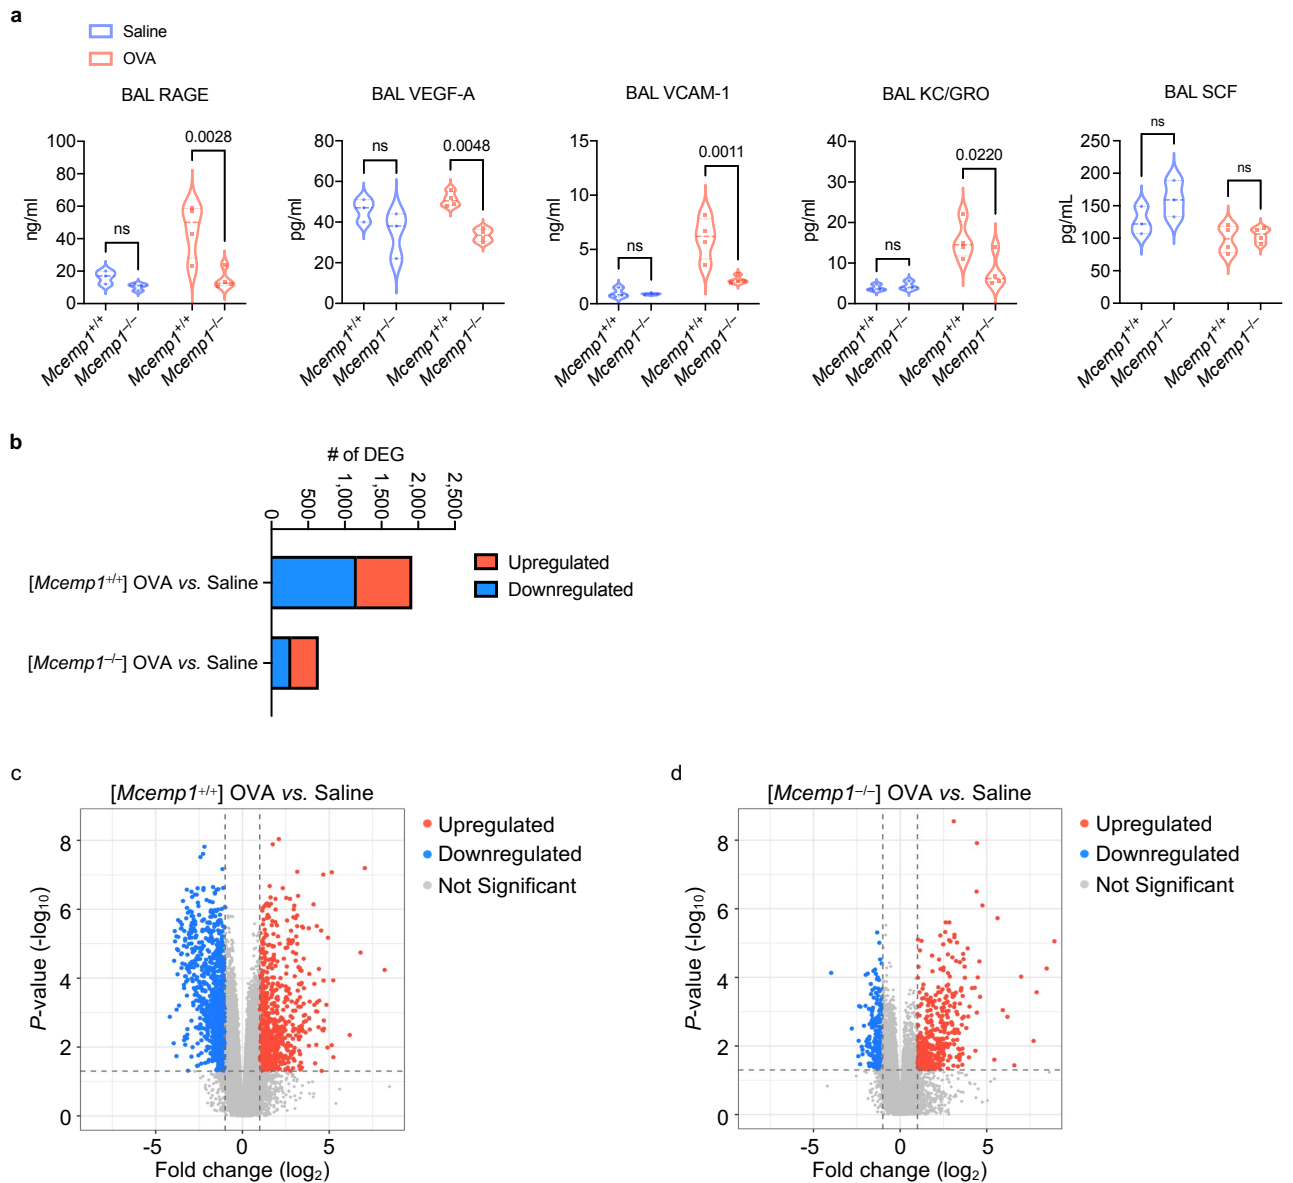 a
Saline
OVA
BAL RAGE
BAL VEGF-A
BAL VCAM-1
BAL KC/GRO
BAL SCF
ng/ml
100
80
60
40
20
0
ns
0.0028
Mcemp1+/+
Mcemp1–/–
Mcemp1+/+
Mcemp1–/–
pg/ml
80
60
40
20
0
ns
0.0048
Mcemp1+/+
Mcemp1–/–
Mcemp1+/+
Mcemp1–/–
ng/ml
15
10
5
0
ns
0.0011
Mcemp1+/+
Mcemp1–/–
Mcemp1+/+
Mcemp1–/–
pg/ml
40
30
20
10
0
ns
0.0220
Mcemp1+/+
Mcemp1–/–
Mcemp1+/+
Mcemp1–/–
pg/mL
250
200
150
100
50
0
ns
ns
Mcemp1+/+
Mcemp1–/–
Mcemp1+/+
Mcemp1–/–
b
# of DEG
0
500
1,000
1,500
2,000
2,500
[Mcemp1+/+] OVA vs. Saline
[Mcemp1–/–] OVA vs. Saline
Upregulated
Downregulated
c
[Mcemp1+/+] OVA vs. Saline
P-value (-log10)
8
6
4
2
0
-5
0
5
Fold change (log2)
Upregulated
Downregulated
Not Significant
d
[Mcemp1–/–] OVA vs. Saline
P-value (-log10)
8
6
4
2
0
-5
0
5
Fold change (log2)
Upregulated
Downregulated
Not Significant